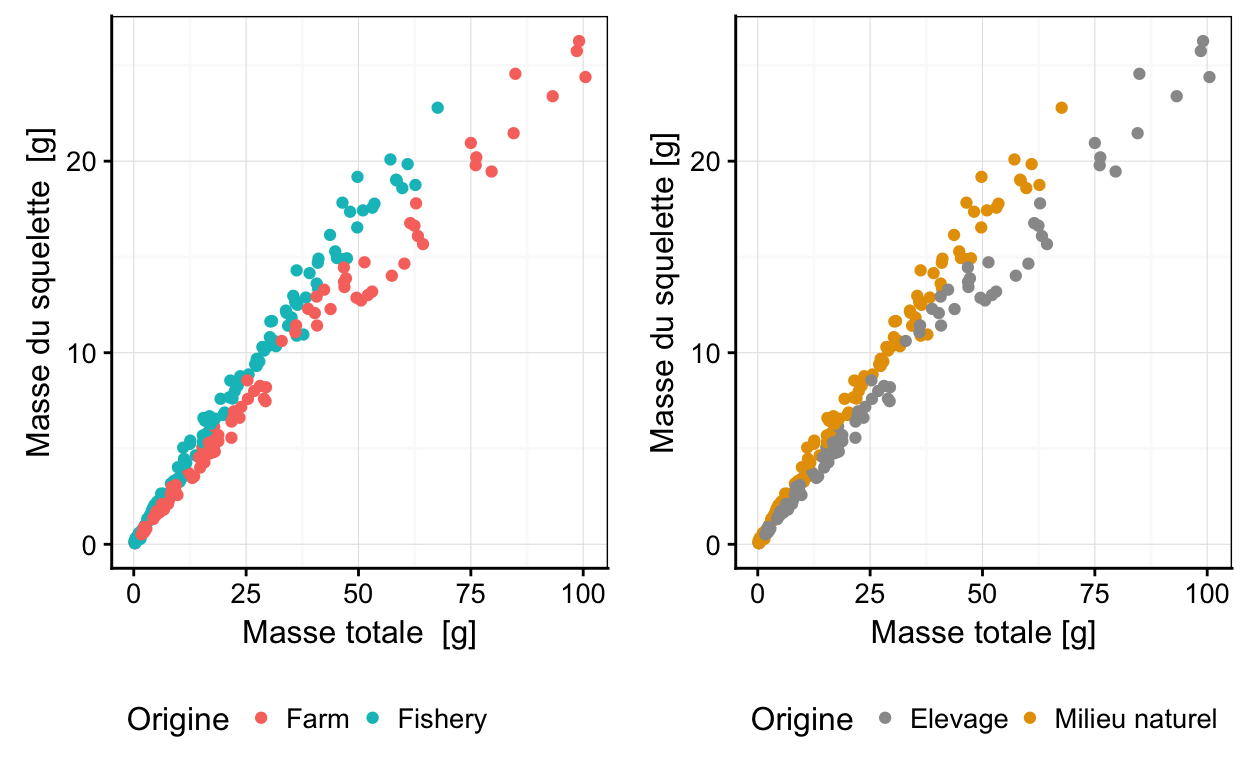 Masse du squelette  [g]
20
10
0
0 25 50 75 100
Masse totale  [g]
Origine Farm Fishery
Masse du squelette [g]
20
10
0
0 25 50 75 100
Masse totale [g]
Origine Elevage Milieu naturel